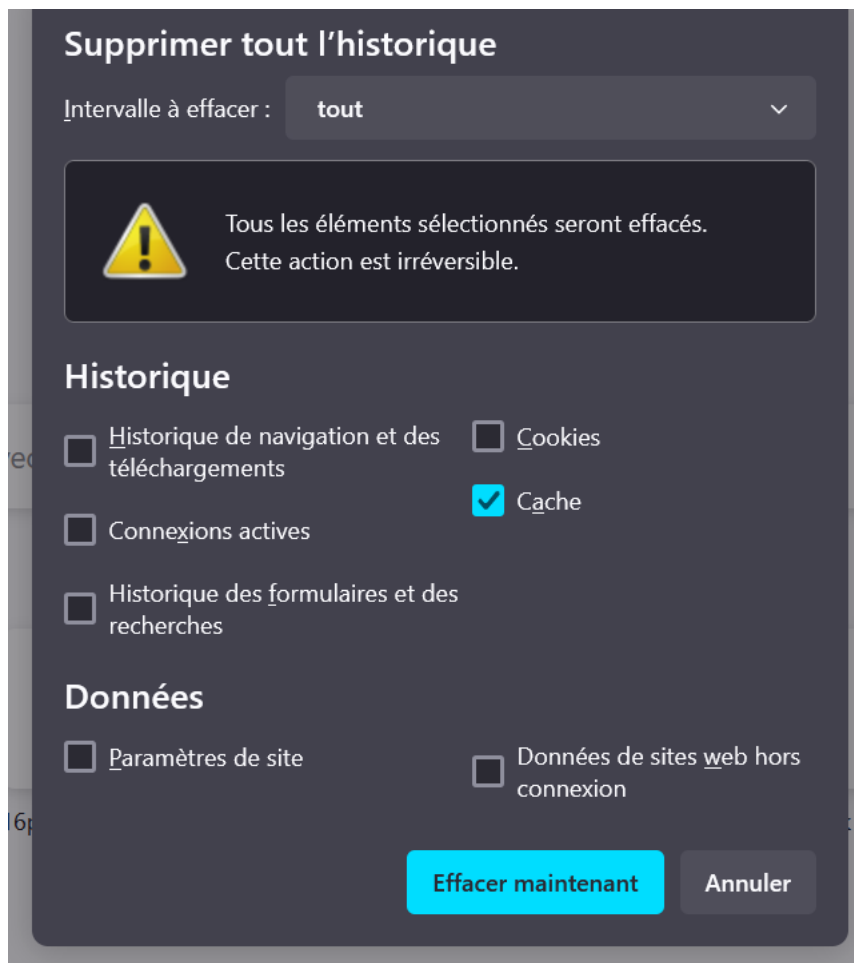 Supprimer tout l’historique
Intervalle à effacer :
tout
Tous les éléments sélectionnés seront effacés.
Cette action est irréversible.
Historique
Historique de navigation et des
téléchargements
Cookies
Cache
Connexions actives
Historique des formulaires et des
recherches
Données
Paramètres de site
Données de sites web hors
connexion
Effacer maintenant
Annuler